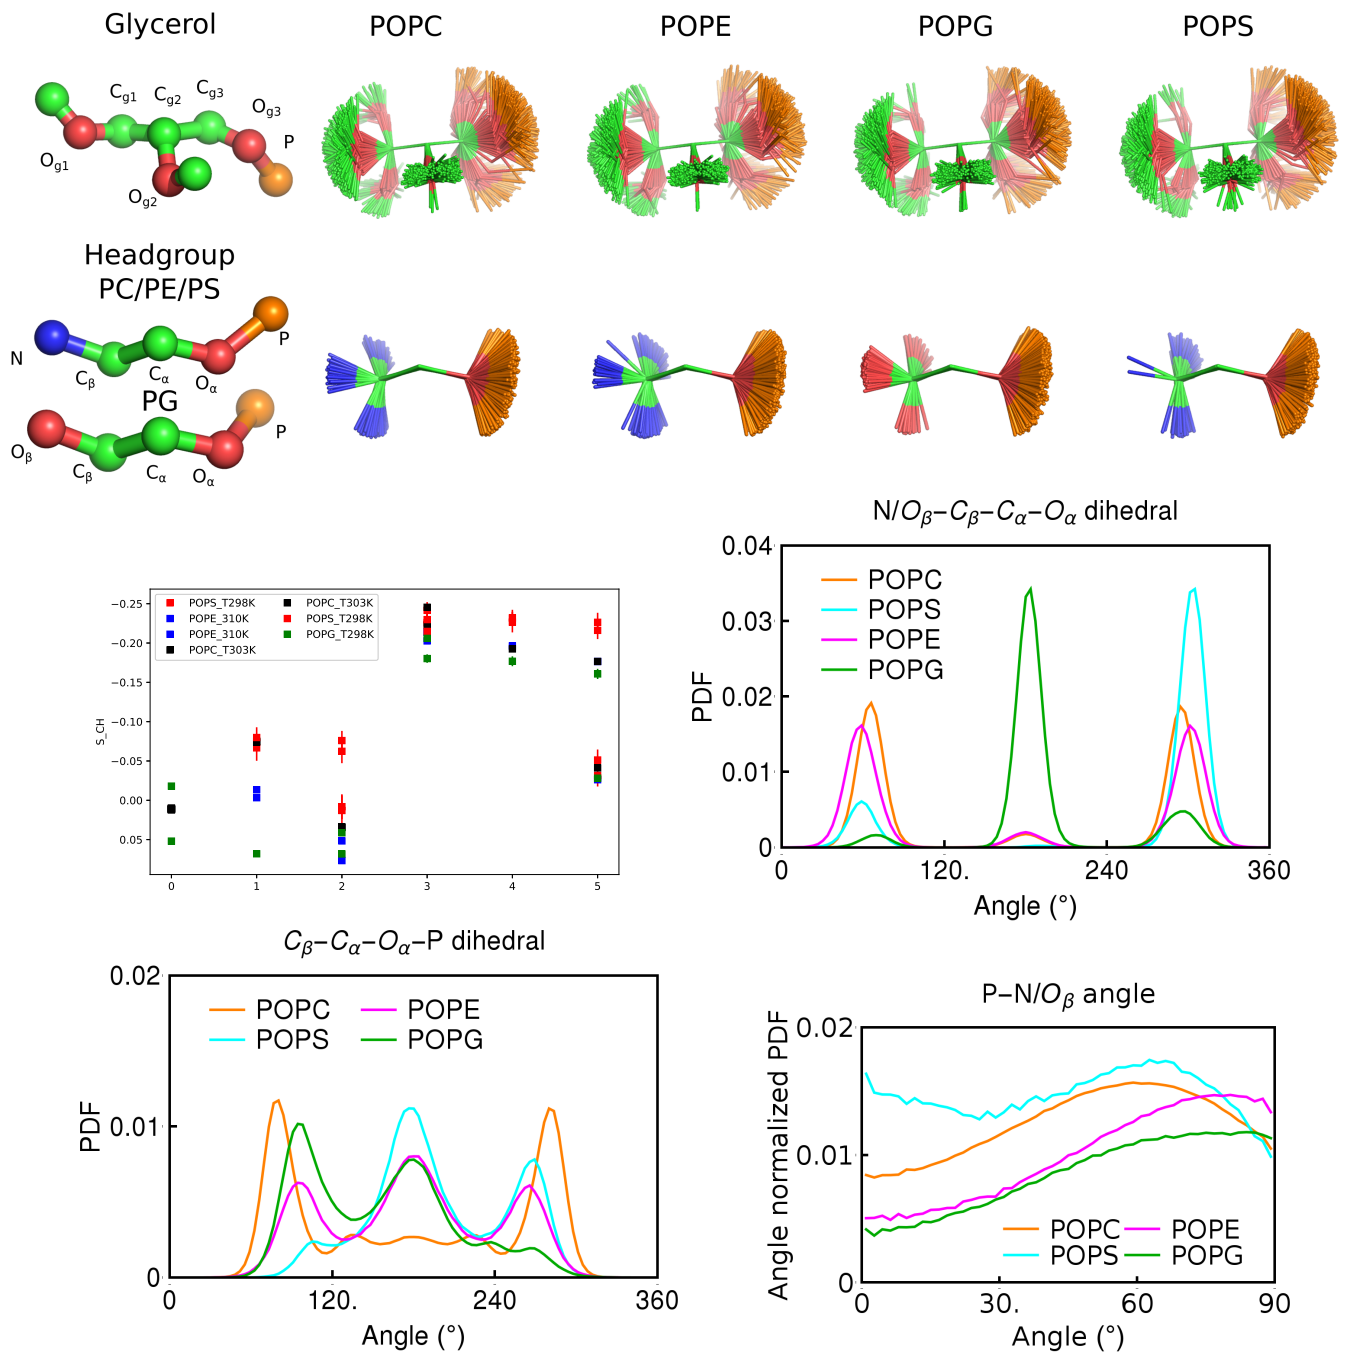 Glycerol
POPC
POPE
POPG
POPS
Cg1
Cg2
Cg3
Og3
P
Og1
Og2
Headgroup
PC/PE/PS
N
Cβ
Cα
Oα
P
PG
Oβ
Cβ
Cα
Oα
P
N/Oβ–Cβ–Cα–Oα dihedral
PDF
0.04
0.03
0.02
0.01
0
POPC
POPS
POPE
POPG
0 120. 240 360
Angle (°)
S_CH
−0.25
−0.20
−0.15
−0.10
−0.05
0.00
0.05
POPS_T298K
POPE_310K
POPE_310K
POPC_T303K
POPC_T303K
POPS_T298K
POPG_T298K
0 1 2 3 4 5
Cβ–Cα–Oα–P dihedral
PDF
0.02
0.01
0
POPC POPE
POPS POPG
0 120. 240 360
Angle (°)
P–N/Oβ angle
Angle normalized PDF
0.02
0.01
0
POPC POPE
POPS POPG
0 30. 60 90
Angle (°)